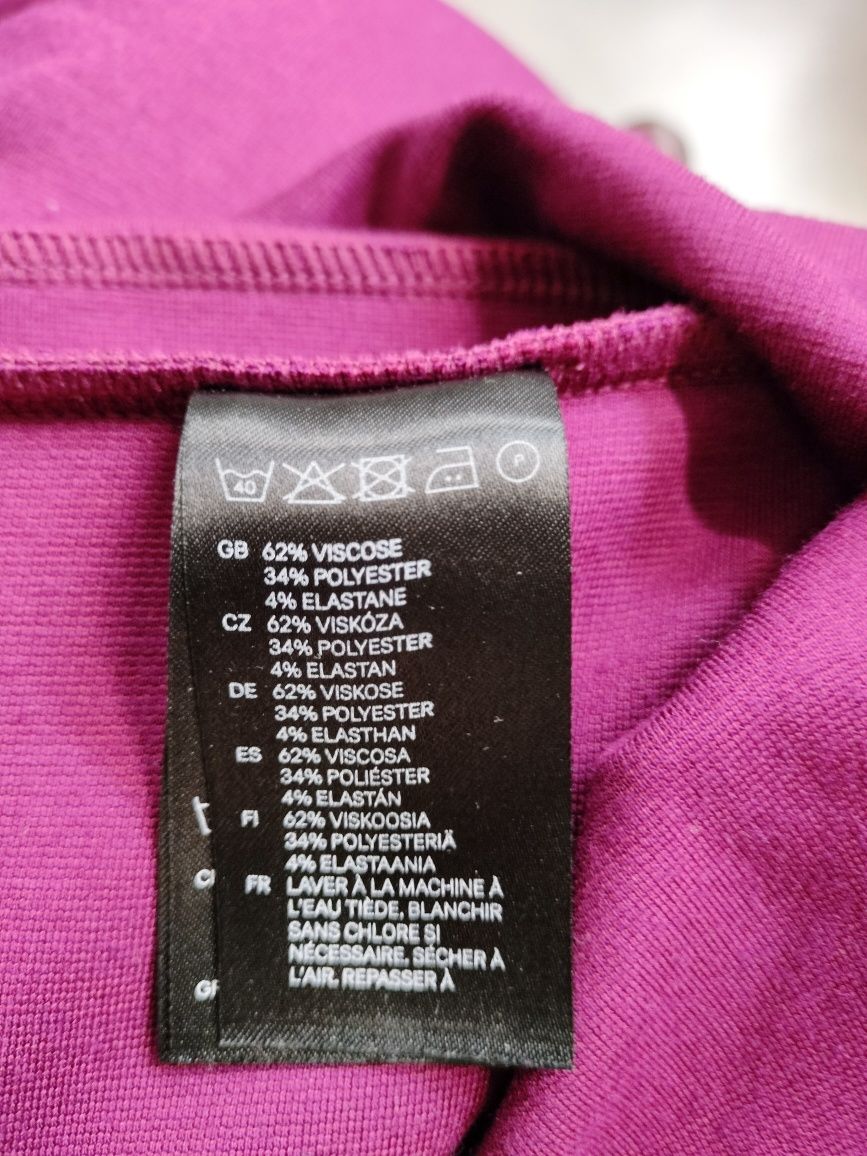 40 P
GB 62% VISCOSE
34% POLYESTER
4% ELASTANE
CZ 62% VISKÓZA
34% POLYESTER
4% ELASTAN
DE 62% VISKOSE
34% POLYESTER
4% ELASTHAN
ES 62% VISCOSA
34% POLIÉSTER
4% ELASTÁN
FI 62% VISKOOSIA
34% POLYESTERIÄ
4% ELASTAANIA
FR LAVER À LA MACHINE À
L'EAU TIÈDE, BLANCHIR
SANS CHLORE SI
NÉCESSAIRE, SÉCHER À
L'AIR, REPASSER À